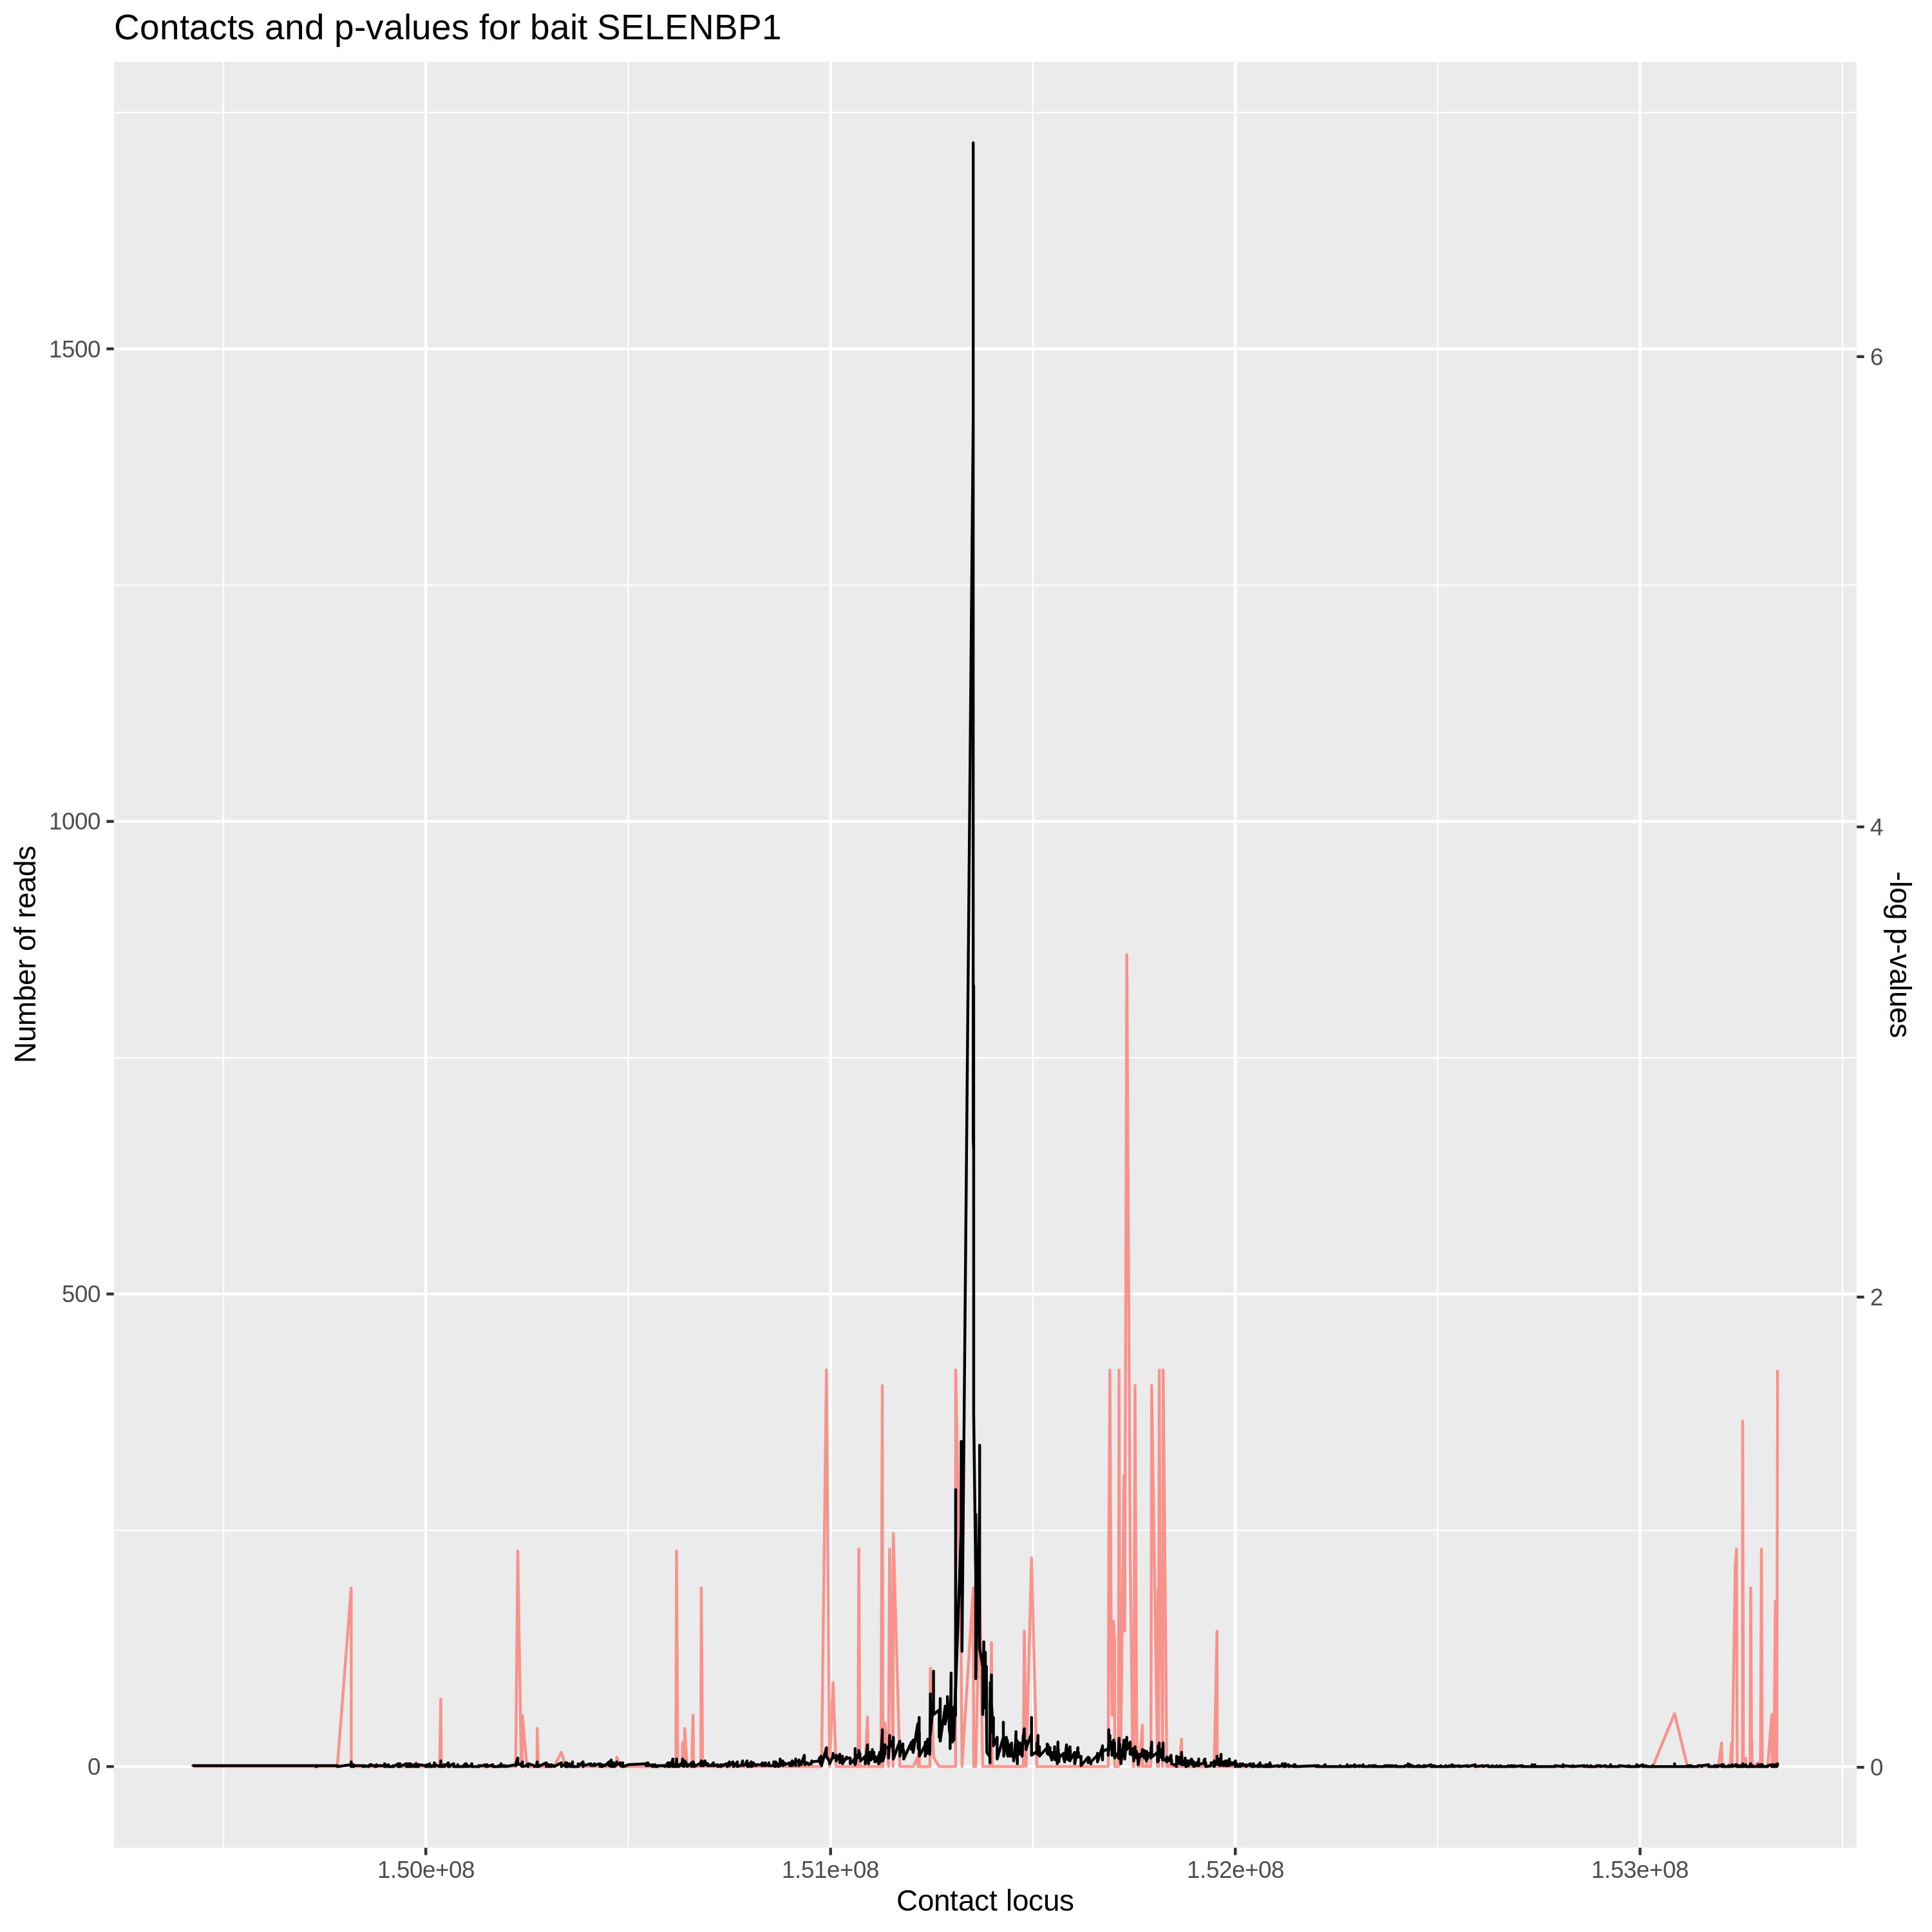 Contacts and p-values for bait SELENBP1
Number of reads
1500
1000
500
0
6
4
2
0
-log p-values
1.50e+08
1.51e+08
1.52e+08
1.53e+08
Contact locus